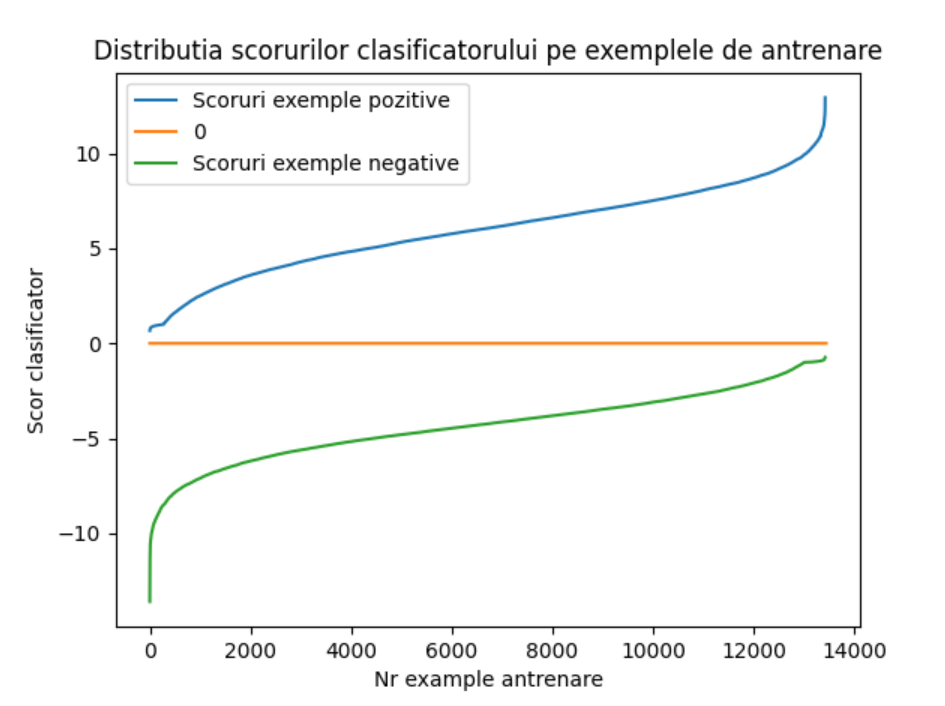 Distributia scorurilor clasificatorului pe exemplele de antrenare
Scoruri exemple pozitive
0
Scoruri exemple negative
10
5
0
−5
−10
Scor clasificator
0 2000 4000 6000 8000 10000 12000 14000
Nr example antrenare